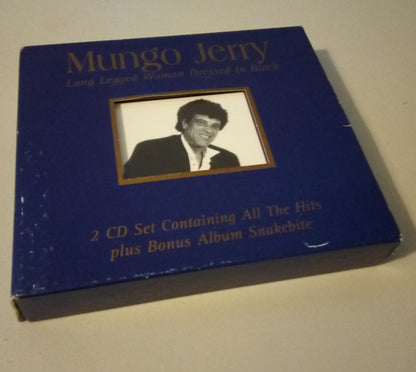 Mungo Jerry
Long Legged Woman Dressed In Black
2 CD Set Containing All The Hits
plus Bonus Album Snakebite